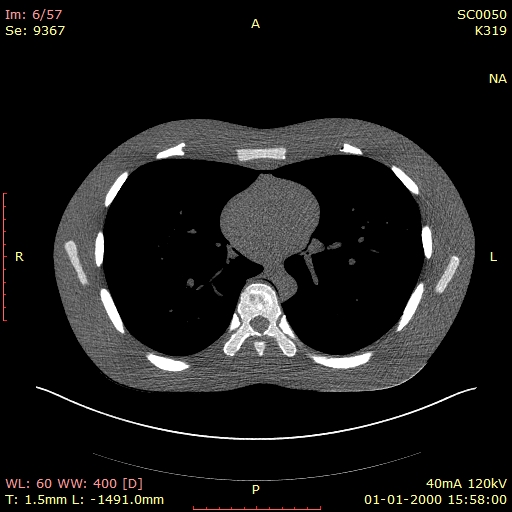 Im: 6/57
Se: 9367
A
SC0050
K319
NA
R
L
WL: 60 WW: 400 [D]
T: 1.5mm L: -1491.0mm
P
40mA 120kV
01-01-2000 15:58:00